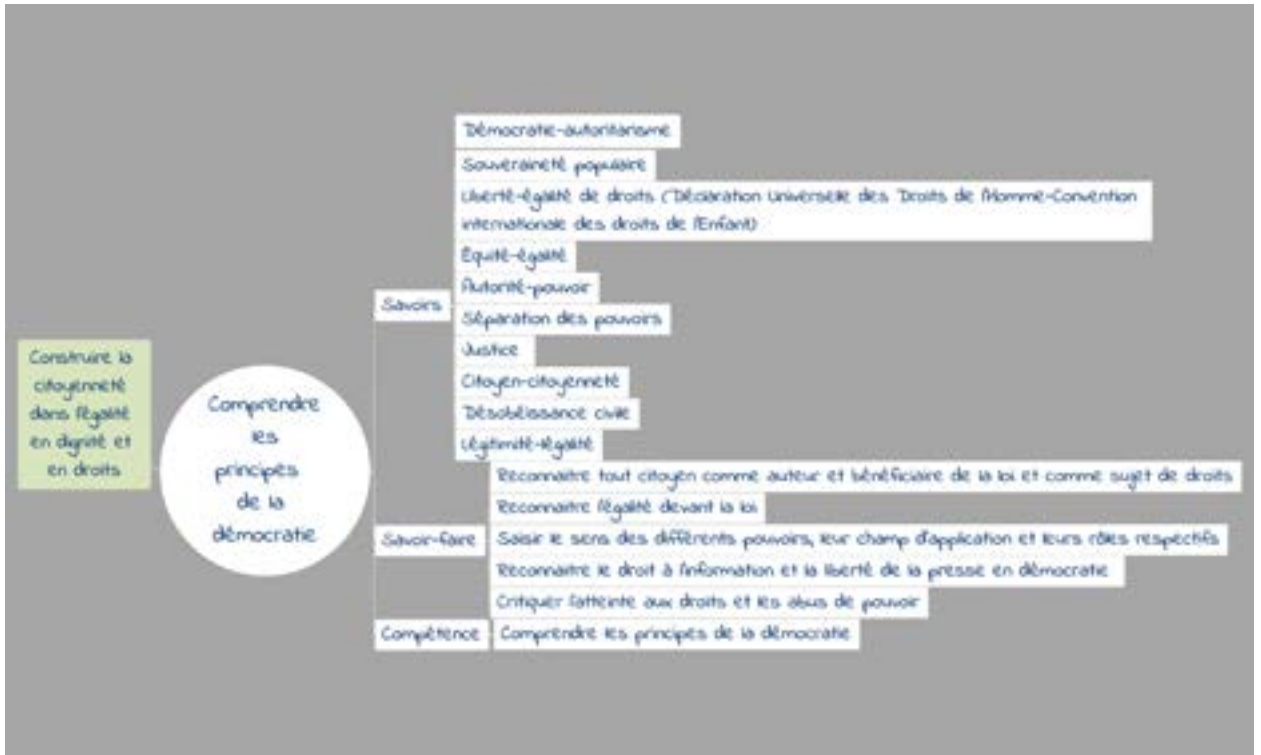 Construire la
citoyenneté
dans l'égalité
en dignité et
en droits
Comprendre
les
principes
de la
démocratie
Savoirs
Démocratie-autoritarisme
Souveraineté populaire
Liberté-égalité de droits (Déclaration Universelle des Droits de l'Homme-Convention
internationale des droits de l'Enfant)
Équité-égalité
Autorité-pouvoir
Séparation des pouvoirs
Justice
Citoyen-citoyenneté
Désobéissance civile
Légitimité-légalité
Savoir-faire
Reconnaitre tout citoyen comme auteur et bénéficiaire de la loi et comme sujet de droits
Reconnaitre l'égalité devant la loi
Saisir le sens des différents pouvoirs, leur champ d'application et leurs rôles respectifs
Reconnaitre le droit à l'information et la liberté de la presse en démocratie
Critiquer l'atteinte aux droits et les abus de pouvoir
Compétence
Comprendre les principes de la démocratie